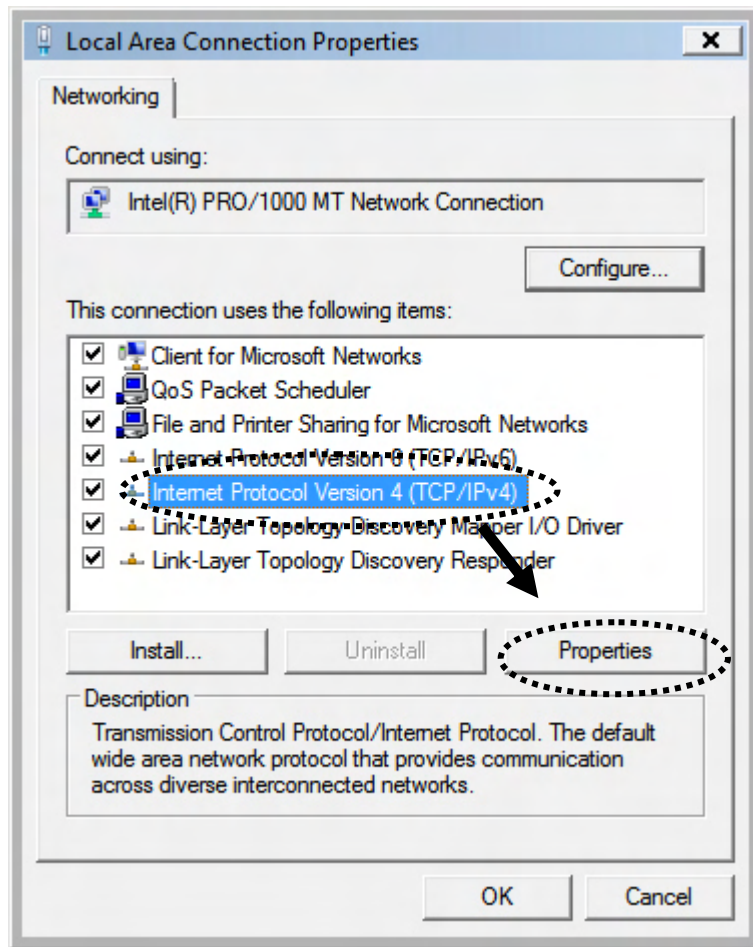 Local Area Connection Properties
Networking
Connect using:
Intel(R) PRO/1000 MT Network Connection
Configure...
This connection uses the following items:
Client for Microsoft Networks
QoS Packet Scheduler
File and Printer Sharing for Microsoft Networks
Internet Protocol Version 6 (TCP/IPv6)
Internet Protocol Version 4 (TCP/IPv4)
Link-Layer Topology Discovery Mapper I/O Driver
Link-Layer Topology Discovery Responder
Install... Uninstall Properties
Description
Transmission Control Protocol/Internet Protocol. The default
wide area network protocol that provides communication
across diverse interconnected networks.
OK Cancel